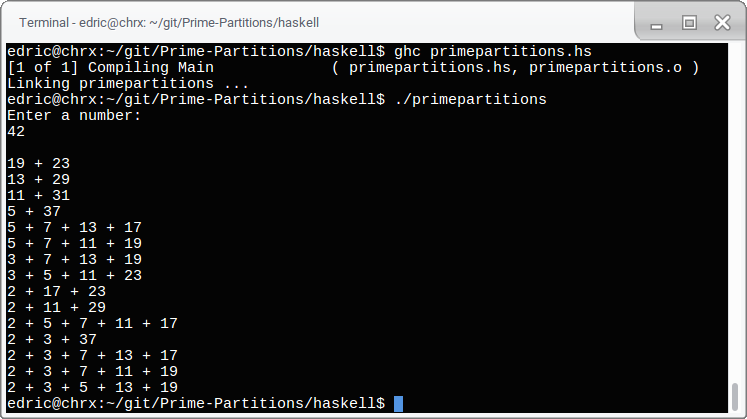 Terminal - edric@chrx: ~/git/Prime-Partitions/haskell
edric@chrx:~/git/Prime-Partitions/haskell$ ghc primepartitions.hs
[1 of 1] Compiling Main             ( primepartitions.hs, primepartitions.o )
Linking primepartitions ...
edric@chrx:~/git/Prime-Partitions/haskell$ ./primepartitions
Enter a number:
42

19 + 23
13 + 29
11 + 31
5 + 37
5 + 7 + 13 + 17
5 + 7 + 11 + 19
3 + 7 + 13 + 19
3 + 5 + 11 + 23
2 + 17 + 23
2 + 11 + 29
2 + 5 + 7 + 11 + 17
2 + 3 + 37
2 + 3 + 7 + 13 + 17
2 + 3 + 7 + 11 + 19
2 + 3 + 5 + 13 + 19
edric@chrx:~/git/Prime-Partitions/haskell$